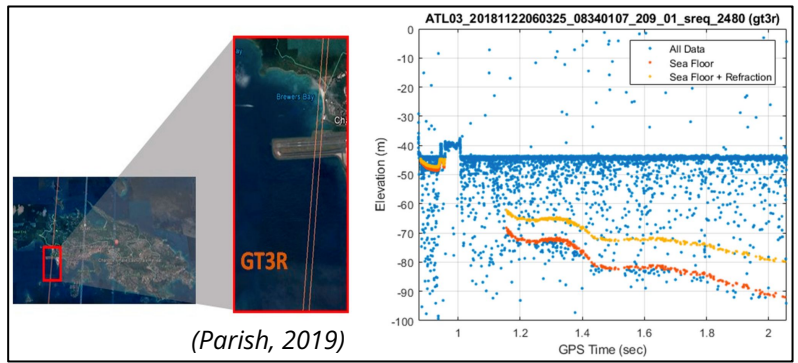 Brewers Bay
Ch
GT3R
(Parish, 2019)
ATL03_20181122060325_08340107_209_01_sreq_2480 (gt3r)
All Data
Sea Floor
Sea Floor + Refraction
Elevation (m)
0
-10
-20
-30
-40
-50
-60
-70
-80
-90
-100
1
1.2
1.4
1.6
1.8
2
GPS Time (sec)